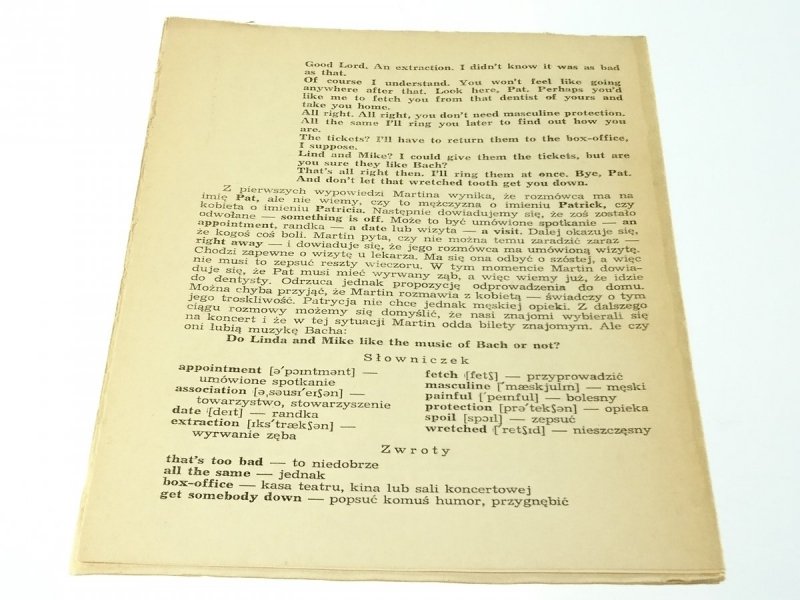 Good Lord. An extraction. I didn't know it was as bad
as that.
Of course I understand. You won't feel like going
anywhere after that. Look here, Pat. Perhaps you'd
like me to fetch you from that dentist of yours and
take you home.
All right. All right, you don't need masculine protection.
All the same I'll ring you later to find out how you
are.
The tickets? I'll have to return them to the box-office,
I suppose.
Lind and Mike? I could give them the tickets, but are
you sure they like Bach?
That's all right then. I'll ring them at once. Bye, Pat.
And don't let that wretched tooth get you down.
Z pierwszych wypowiedzi Martina wynika, że rozmówca ma na
imię Pat, ale nie wiemy, czy to mężczyzna o imieniu Patrick, czy
kobieta o imieniu Patricia. Następnie dowiadujemy się, że zoś zostało
odwołane — something is off. Może to być umówione spotkanie — an
appointment, randka — a date lub wizyta — a visit. Dalej okazuje się,
że kogoś coś boli. Martin pyta, czy nie można temu zaradzić zaraz —
right away — i dowiaduje się, że jego rozmówca ma umówioną wizytę.
Chodzi zapewne o wizytę u lekarza. Ma się ona odbyć o szóstej, a więc
nie musi to zepsuć reszty wieczoru. W tym momencie Martin dowia-
duje się, że Pat musi mieć wyrwany ząb, a więc wiemy już, że idzie
do dentysty. Odrzuca jednak propozycję odprowadzenia do domu.
Można chyba przyjąć, że Martin rozmawia z kobietą — świadczy o tym
jego troskliwość. Patrycja nie chce jednak męskiej opieki. Z dalszego
ciągu rozmowy możemy się domyślić, że nasi znajomi wybierali się
na koncert i że w tej sytuacji Martin odda bilety znajomym. Ale czy
oni lubią muzykę Bacha:
Do Linda and Mike like the music of Bach or not?
Słowniczek
appointment [ə'pɔıntmənt] —
umówione spotkanie
association [ə,səusı'eıʃən] —
towarzystwo, stowarzyszenie
date [deıt] — randka
extraction [ıks'trækʃən] —
wyrwanie zęba
fetch [fetʃ] — przyprowadzić
masculine ['mæskjulın] — męski
painful ['peınful] — bolesny
protection [prə'tekʃən] — opieka
spoil [spɔıl] — zepsuć
wretched ['retʃıd] — nieszczęsny
Zwroty
that's too bad — to niedobrze
all the same — jednak
box-office — kasa teatru, kina lub sali koncertowej
get somebody down — popsuć komuś humor, przygnębić